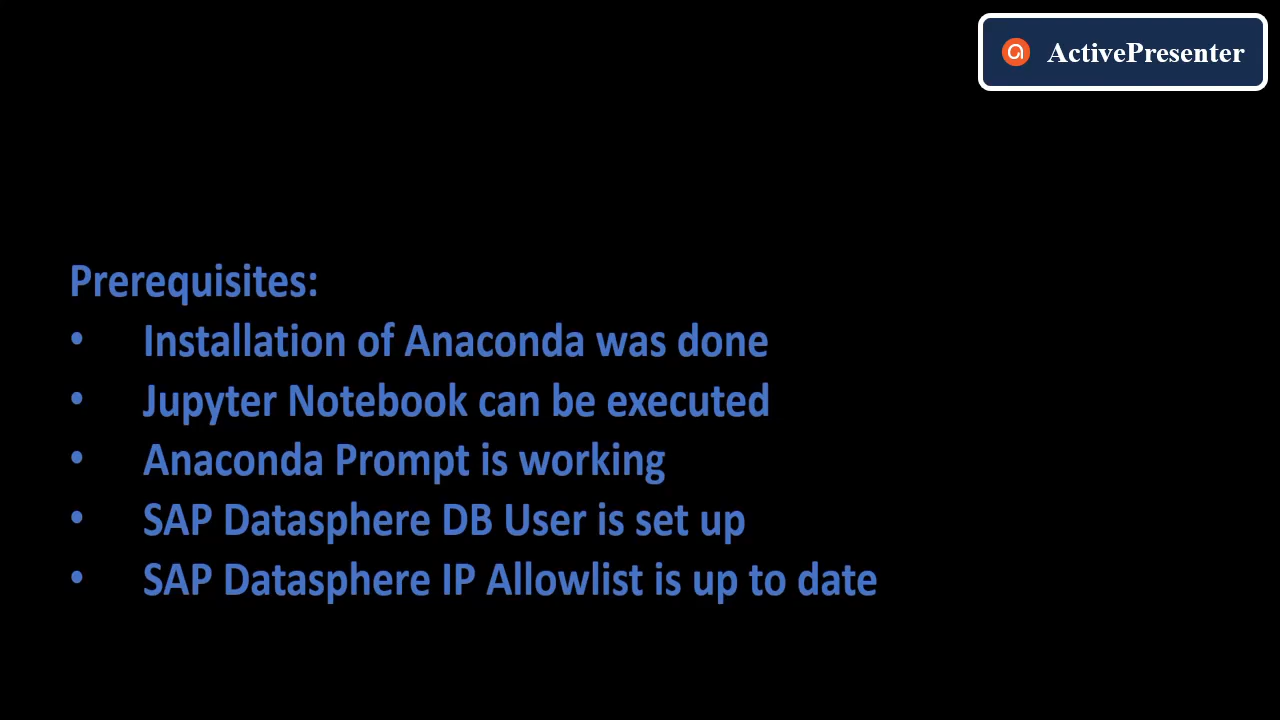 ActivePresenter
Prerequisites:
• Installation of Anaconda was done
• Jupyter Notebook can be executed
• Anaconda Prompt is working
• SAP Datasphere DB User is set up
• SAP Datasphere IP Allowlist is up to date